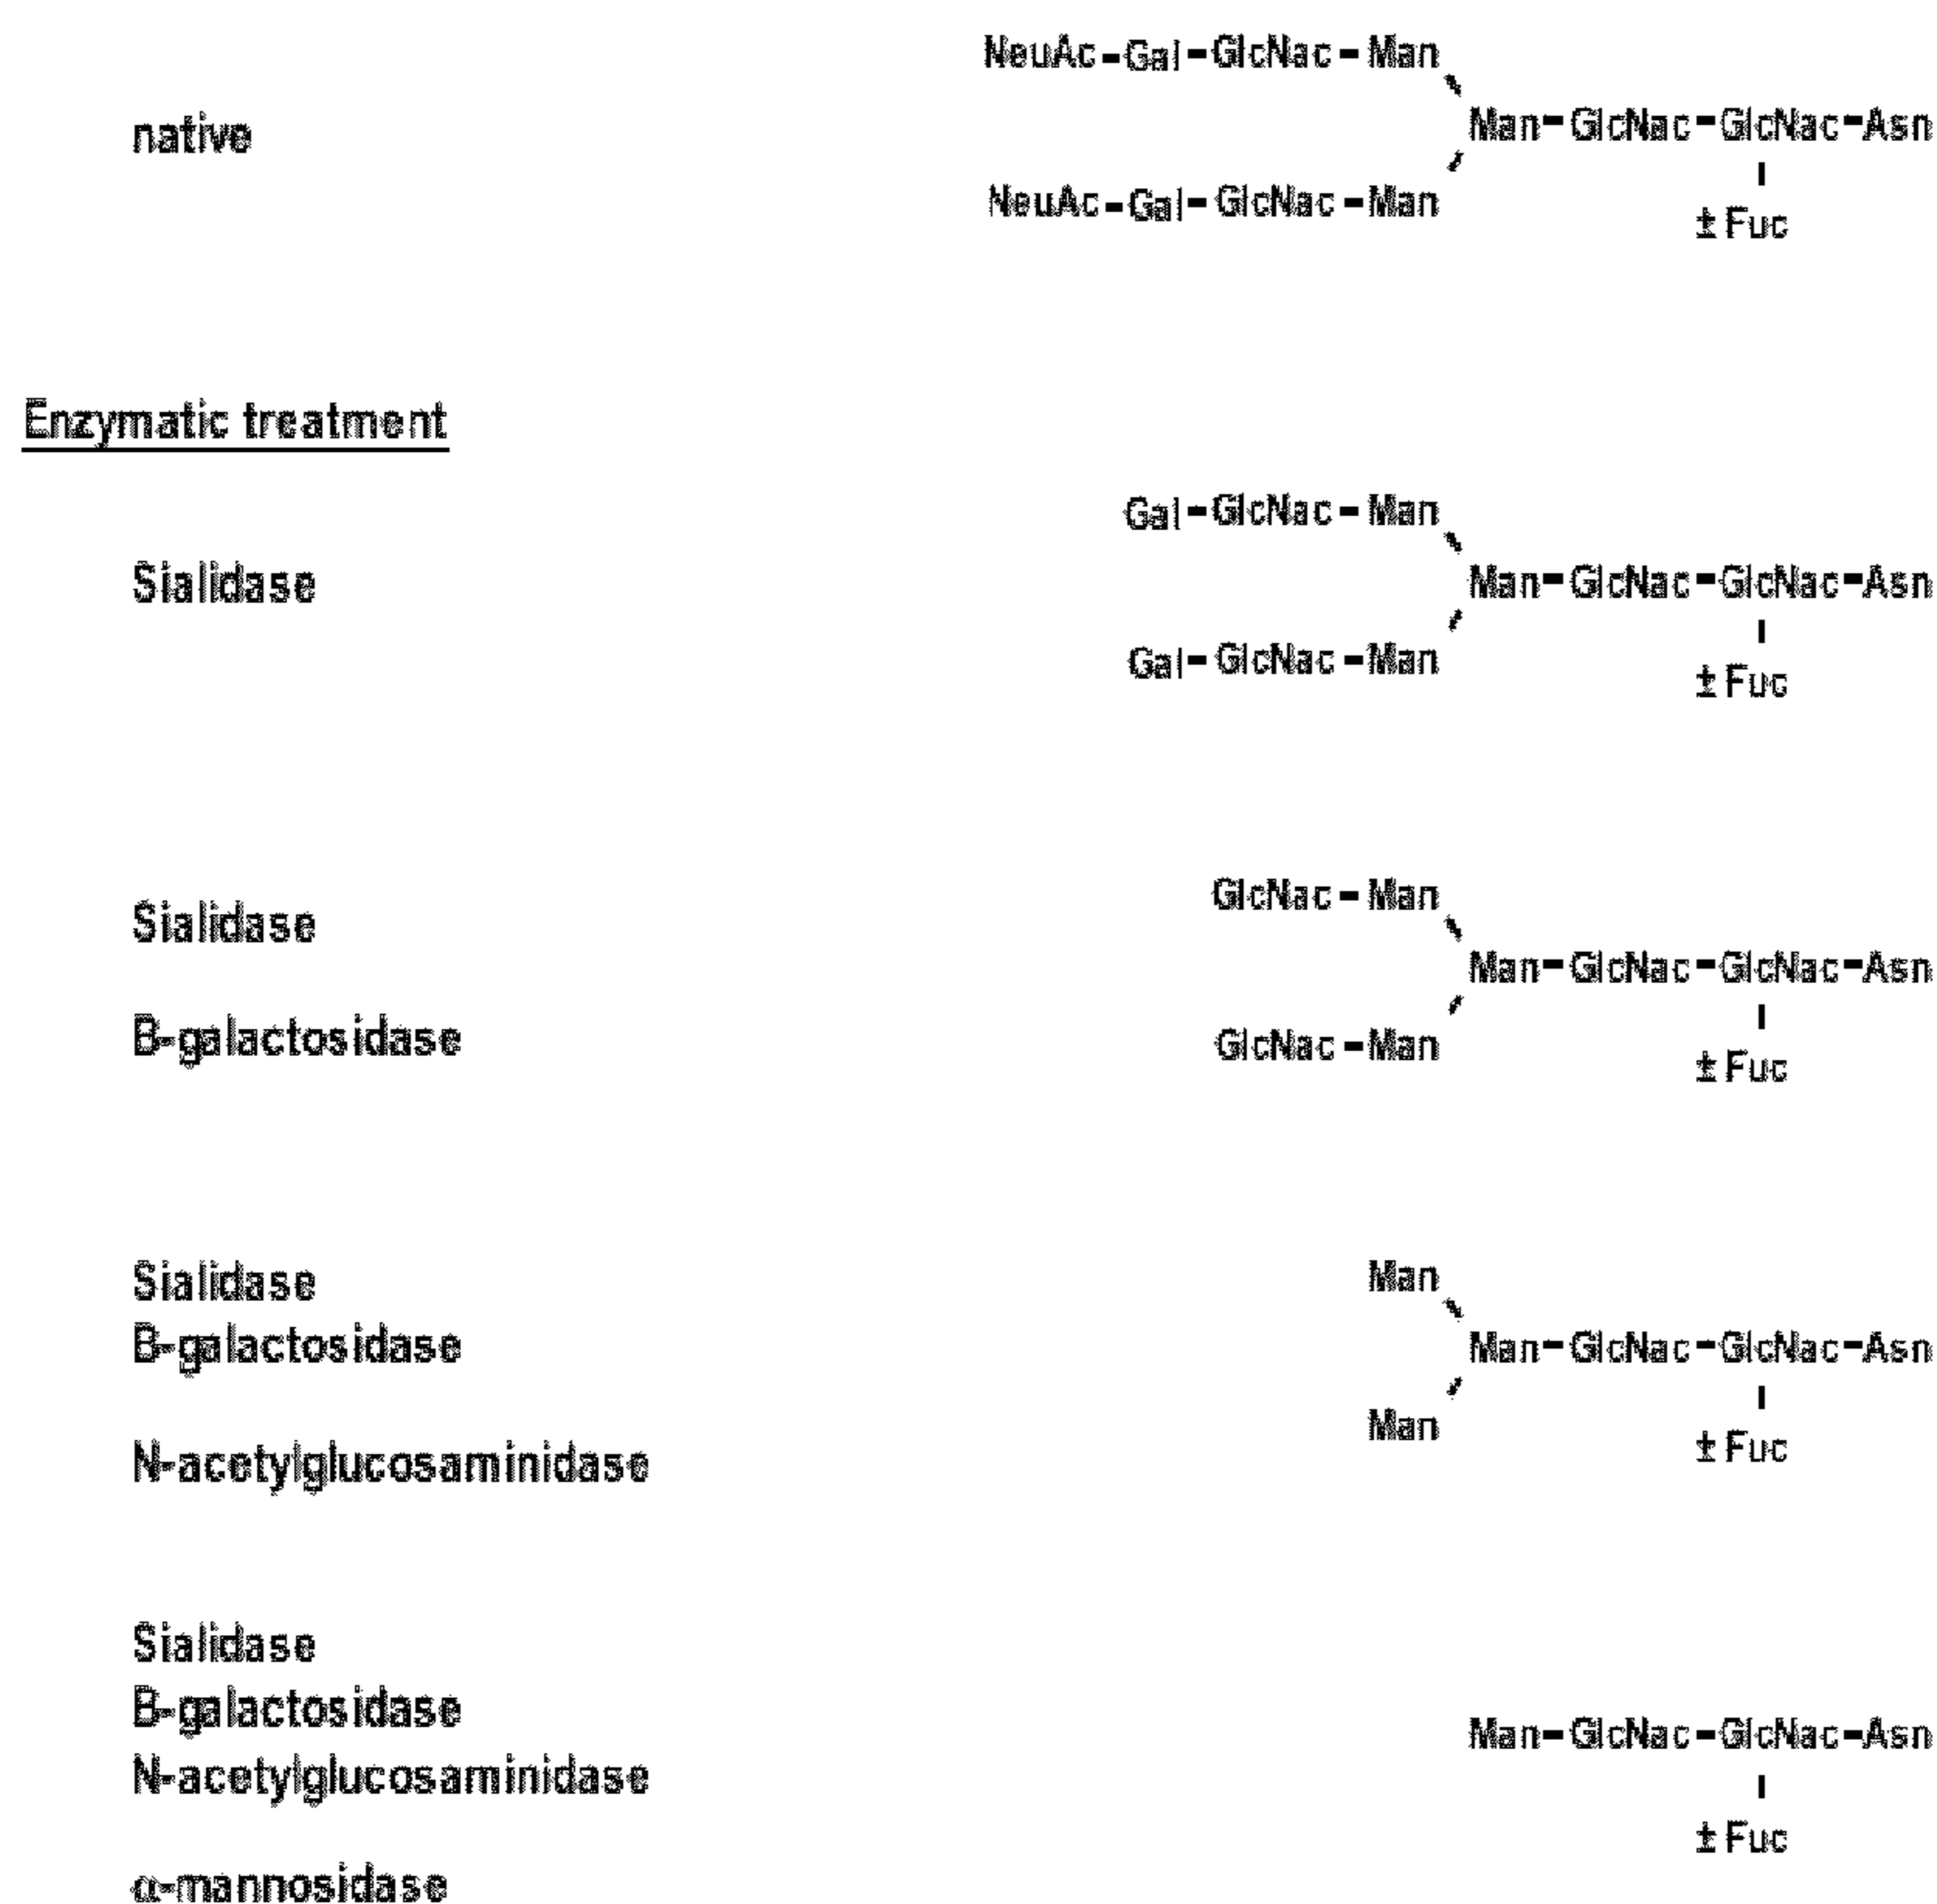 NeuAc-Gal-GlcNac-Man
native
Man-GlcNac-GlcNac-Asn
NeuAc-Gal-GlcNac-Man
±Fuc
Enzymatic treatment
Gal-GlcNac-Man
Sialidase
Man-GlcNac-GlcNac-Asn
Gal-GlcNac-Man
±Fuc
GlcNac-Man
Sialidase
Man-GlcNac-GlcNac-Asn
B-galactosidase
GlcNac-Man
±Fuc
Man
Sialidase
B-galactosidase
Man-GlcNac-GlcNac-Asn
Man
±Fuc
N-acetylglucosaminidase
Sialidase
B-galactosidase
Man-GlcNac-GlcNac-Asn
N-acetylglucosaminidase
±Fuc
α-mannosidase